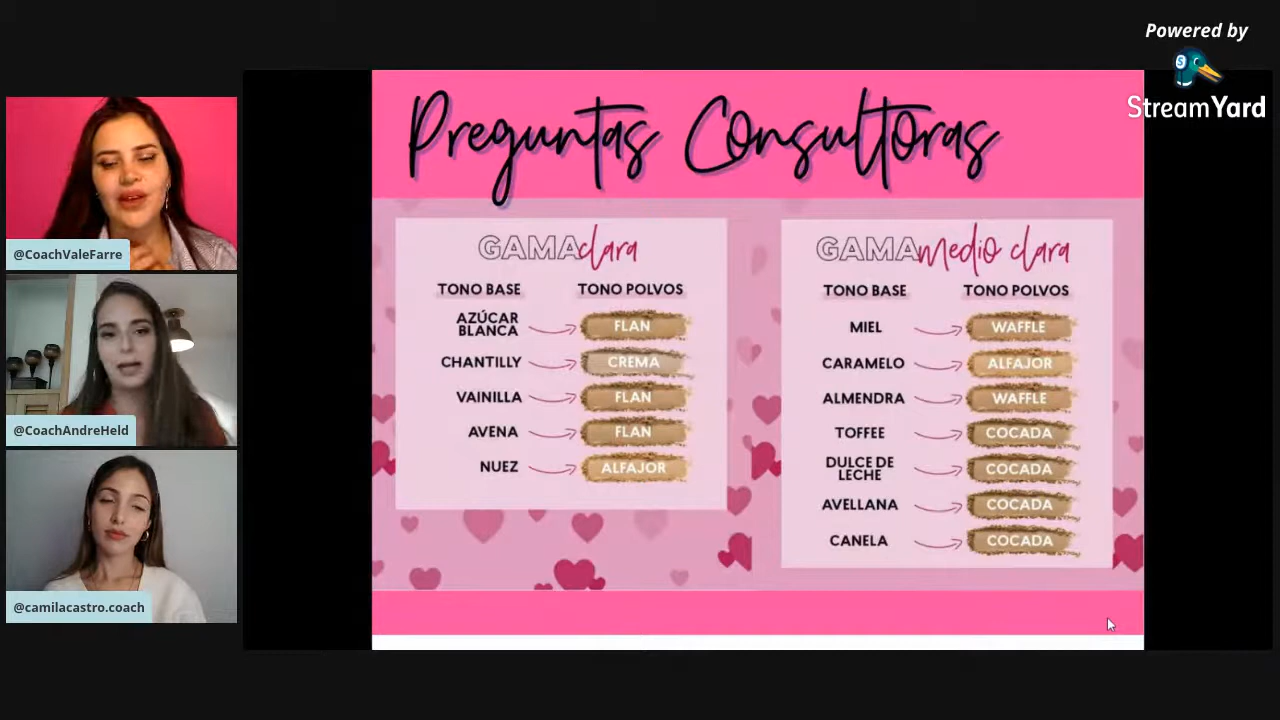 Powered by
StreamYard
@CoachValeFarre
@CoachAndreHeld
@camilacastro.coach
Preguntas Consultoras
GAMA clara
TONO BASE TONO POLVOS
AZÚCAR
BLANCA FLAN
CHANTILLY CREMA
VAINILLA FLAN
AVENA FLAN
NUEZ ALFAJOR
GAMA medio clara
TONO BASE TONO POLVOS
MIEL WAFFLE
CARAMELO ALFAJOR
ALMENDRA WAFFLE
TOFFEE COCADA
DULCE DE
LECHE COCADA
AVELLANA COCADA
CANELA COCADA